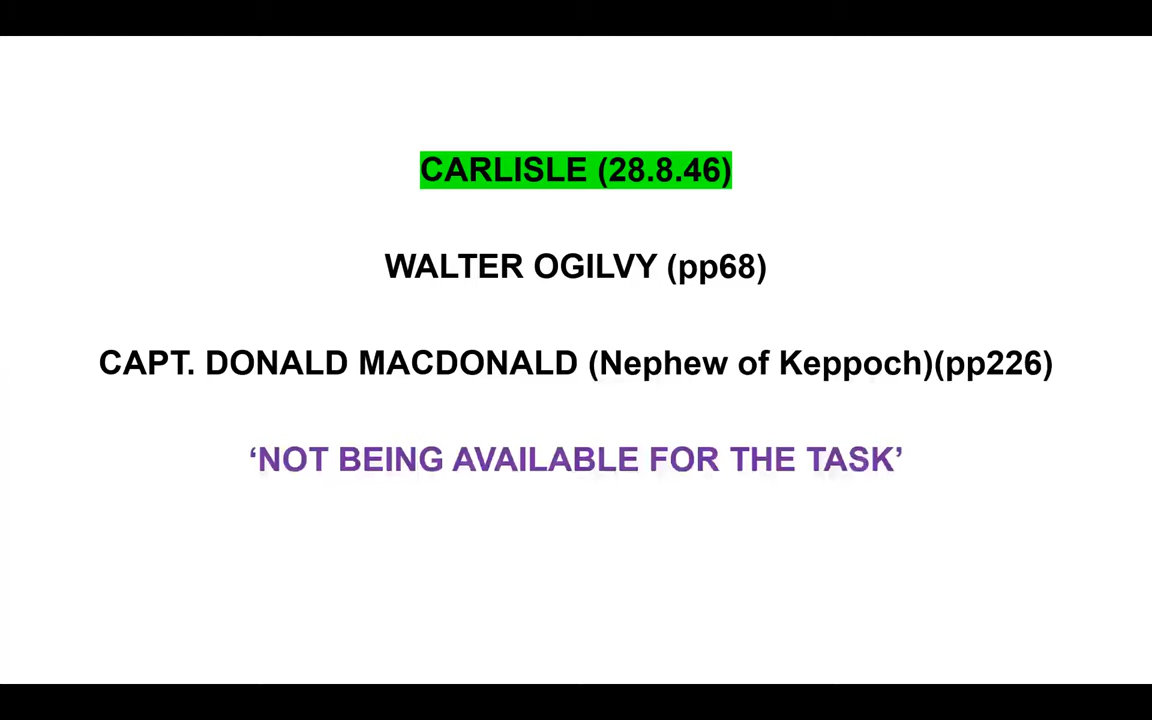 CARLISLE (28.8.46)
WALTER OGILVY (pp68)
CAPT. DONALD MACDONALD (Nephew of Keppoch)(pp226)
‘NOT BEING AVAILABLE FOR THE TASK’